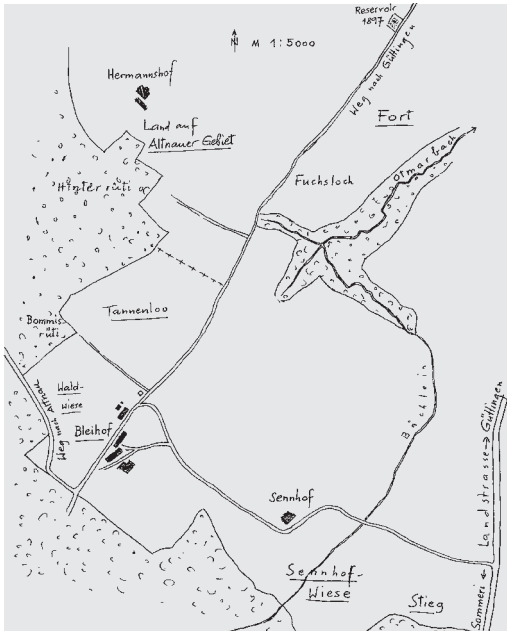 Reservoir
1897
N M 1:5000
Weg nach Güttingen
Hermannshof
Fort
Land auf
Altnauer Gebiet
Otmarbach
Hinterrüti
Fuchsloch
Tannenloo
Bommis-
rüti
Wald-
Wiese
Weg nach Altnau
Bleihof
Bächlein
Landstrasse → Güttingen
Sennhof
Sennhof-
Wiese
Stieg
Sommeri ←